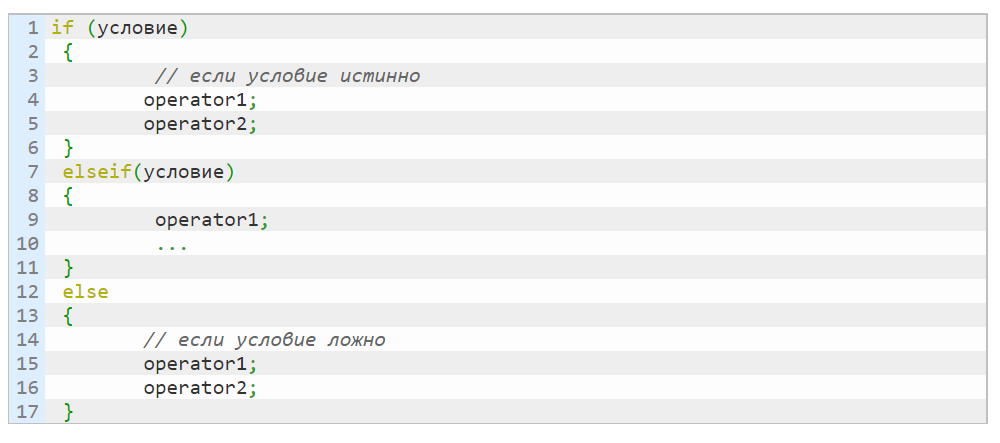 1 if (условие)
2 {
3 // если условие истинно
4 operator1;
5 operator2;
6 }
7 elseif(условие)
8 {
9 operator1;
10 ...
11 }
12 else
13 {
14 // если условие ложно
15 operator1;
16 operator2;
17 }